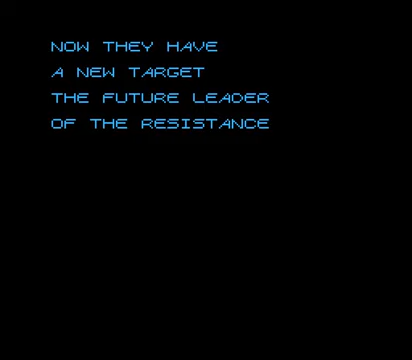 NOW THEY HAVE
A NEW TARGET
THE FUTURE LEADER
OF THE RESISTANCE